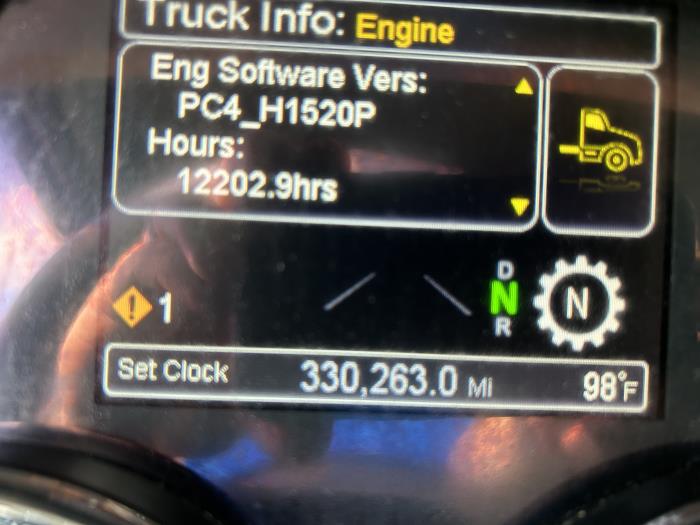 Truck Info: Engine
Eng Software Vers:
PC4_H1520P
Hours:
12202.9hrs
1
D
N
R
N
Set Clock 330,263.0 Mi 98°F